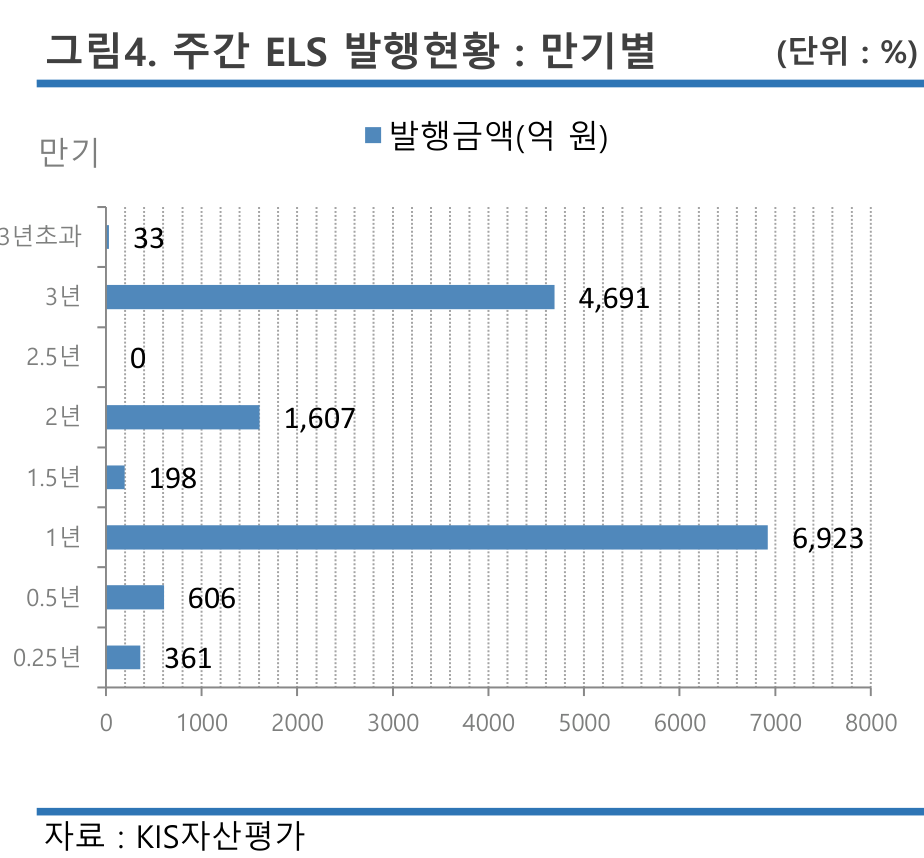 그림4. 주간 ELS 발행현황 : 만기별 (단위 : %)
발행금액(억 원)
만기
3년초과 33
3년 4,691
2.5년 0
2년 1,607
1.5년 198
1년 6,923
0.5년 606
0.25년 361
0 1000 2000 3000 4000 5000 6000 7000 8000
자료 : KIS자산평가